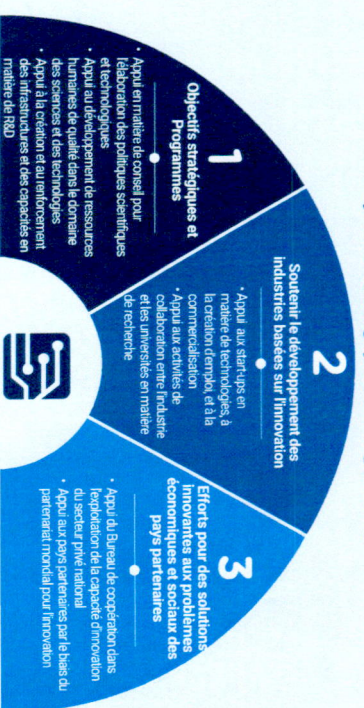 1
Objectifs stratégiques et
Programmes
• Appui en matière de conseil pour
l'élaboration des politiques scientifiques
et technologiques
• Appui au développement de ressources
humaines de qualité dans le domaine
des sciences et des technologies
• Appui à la création et au renforcement
des infrastructures et des capacités en
matière de R&D
2
Soutenir le développement des
industries basées sur l'innovation
• Appui aux start-ups en
matière de technologies, à
la création d'emploi, et à la
commercialisation
• Appui aux activités de
collaboration entre l'industrie
et les universités en matière
de recherche
3
Efforts pour des solutions
innovantes aux problèmes
économiques et sociaux des
pays partenaires
• Appui du Bureau de coopération dans
l'exploitation de la capacité d'innovation
du secteur privé national
• Appui aux pays partenaires par le biais du
partenariat mondial pour l'innovation